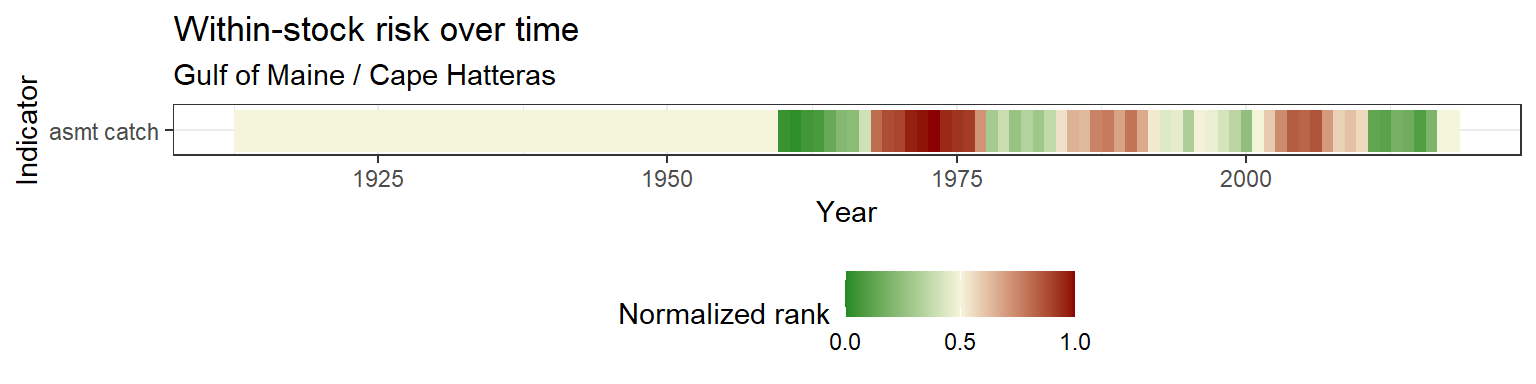 Within-stock risk over time
Gulf of Maine / Cape Hatteras
Indicator
asmt catch
1925 1950 1975 2000
Year
Normalized rank
0.0 0.5 1.0